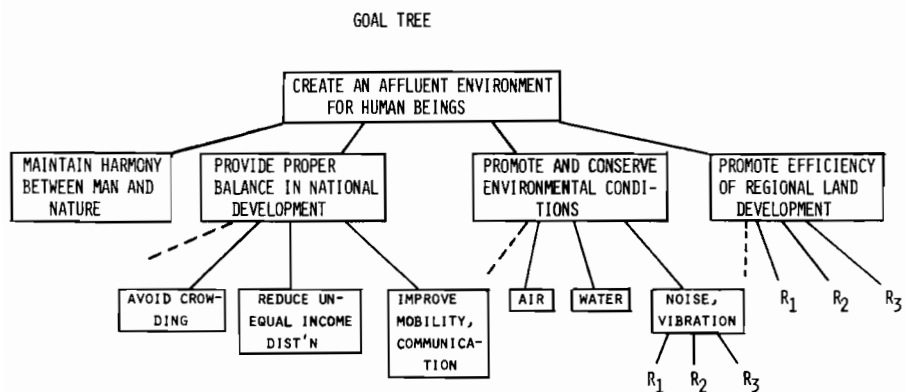 GOAL TREE
CREATE AN AFFLUENT ENVIRONMENT
FOR HUMAN BEINGS
MAINTAIN HARMONY
BETWEEN MAN AND
NATURE
PROVIDE PROPER
BALANCE IN NATIONAL
DEVELOPMENT
PROMOTE AND CONSERVE
ENVIRONMENTAL CONDI-
TIONS
PROMOTE EFFICIENCY
OF REGIONAL LAND
DEVELOPMENT
AVOID CROW-
DING
REDUCE UN-
EQUAL INCOME
DIST'N
IMPROVE
MOBILITY,
COMMUNICA-
TION
AIR
WATER
NOISE,
VIBRATION
R1 R2 R3
R1 R2 R3